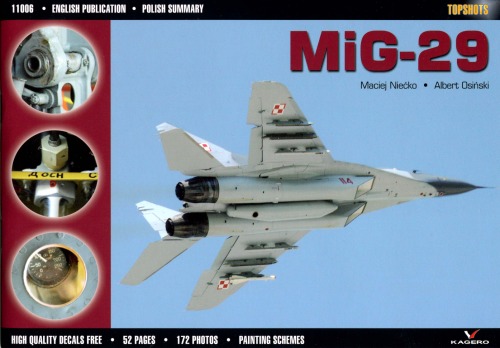 11006 • ENGLISH PUBLICATION • POLISH SUMMARY
TOPSHOTS
MiG-29
Maciej Niećko • Albert Osiński
ДОСН С
114
KAGERO
HIGH QUALITY DECALS FREE • 52 PAGES • 172 PHOTOS • PAINTING SCHEMES